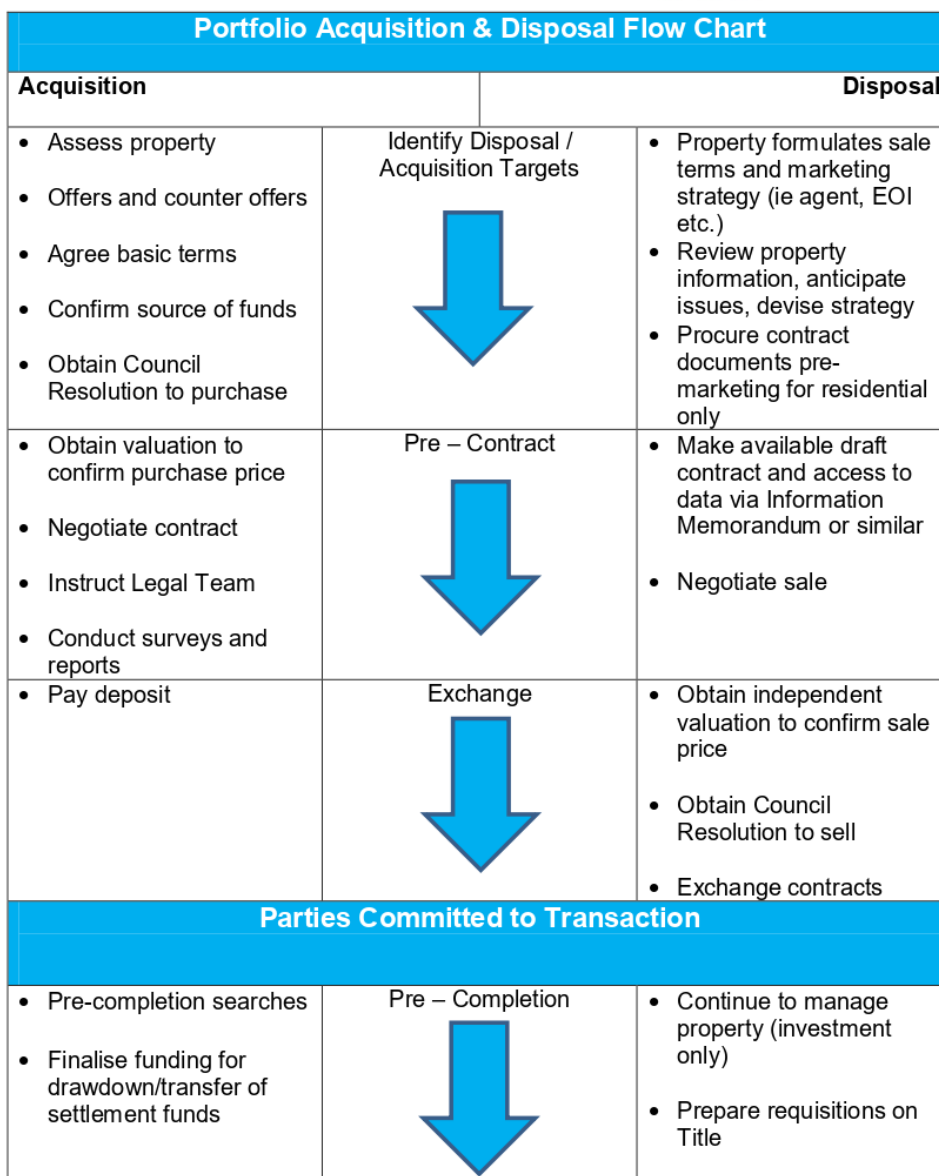 Portfolio Acquisition & Disposal Flow Chart
Acquisition
Disposal
• Assess property
• Offers and counter offers
• Agree basic terms
• Confirm source of funds
• Obtain Council
Resolution to purchase
Identify Disposal /
Acquisition Targets
• Property formulates sale
terms and marketing
strategy (ie agent, EOI
etc.)
• Review property
information, anticipate
issues, devise strategy
• Procure contract
documents pre-
marketing for residential
only
• Obtain valuation to
confirm purchase price
• Negotiate contract
• Instruct Legal Team
• Conduct surveys and
reports
Pre – Contract
• Make available draft
contract and access to
data via Information
Memorandum or similar
• Negotiate sale
• Pay deposit
Exchange
• Obtain independent
valuation to confirm sale
price
• Obtain Council
Resolution to sell
• Exchange contracts
Parties Committed to Transaction
• Pre-completion searches
• Finalise funding for
drawdown/transfer of
settlement funds
Pre – Completion
• Continue to manage
property (investment
only)
• Prepare requisitions on
Title